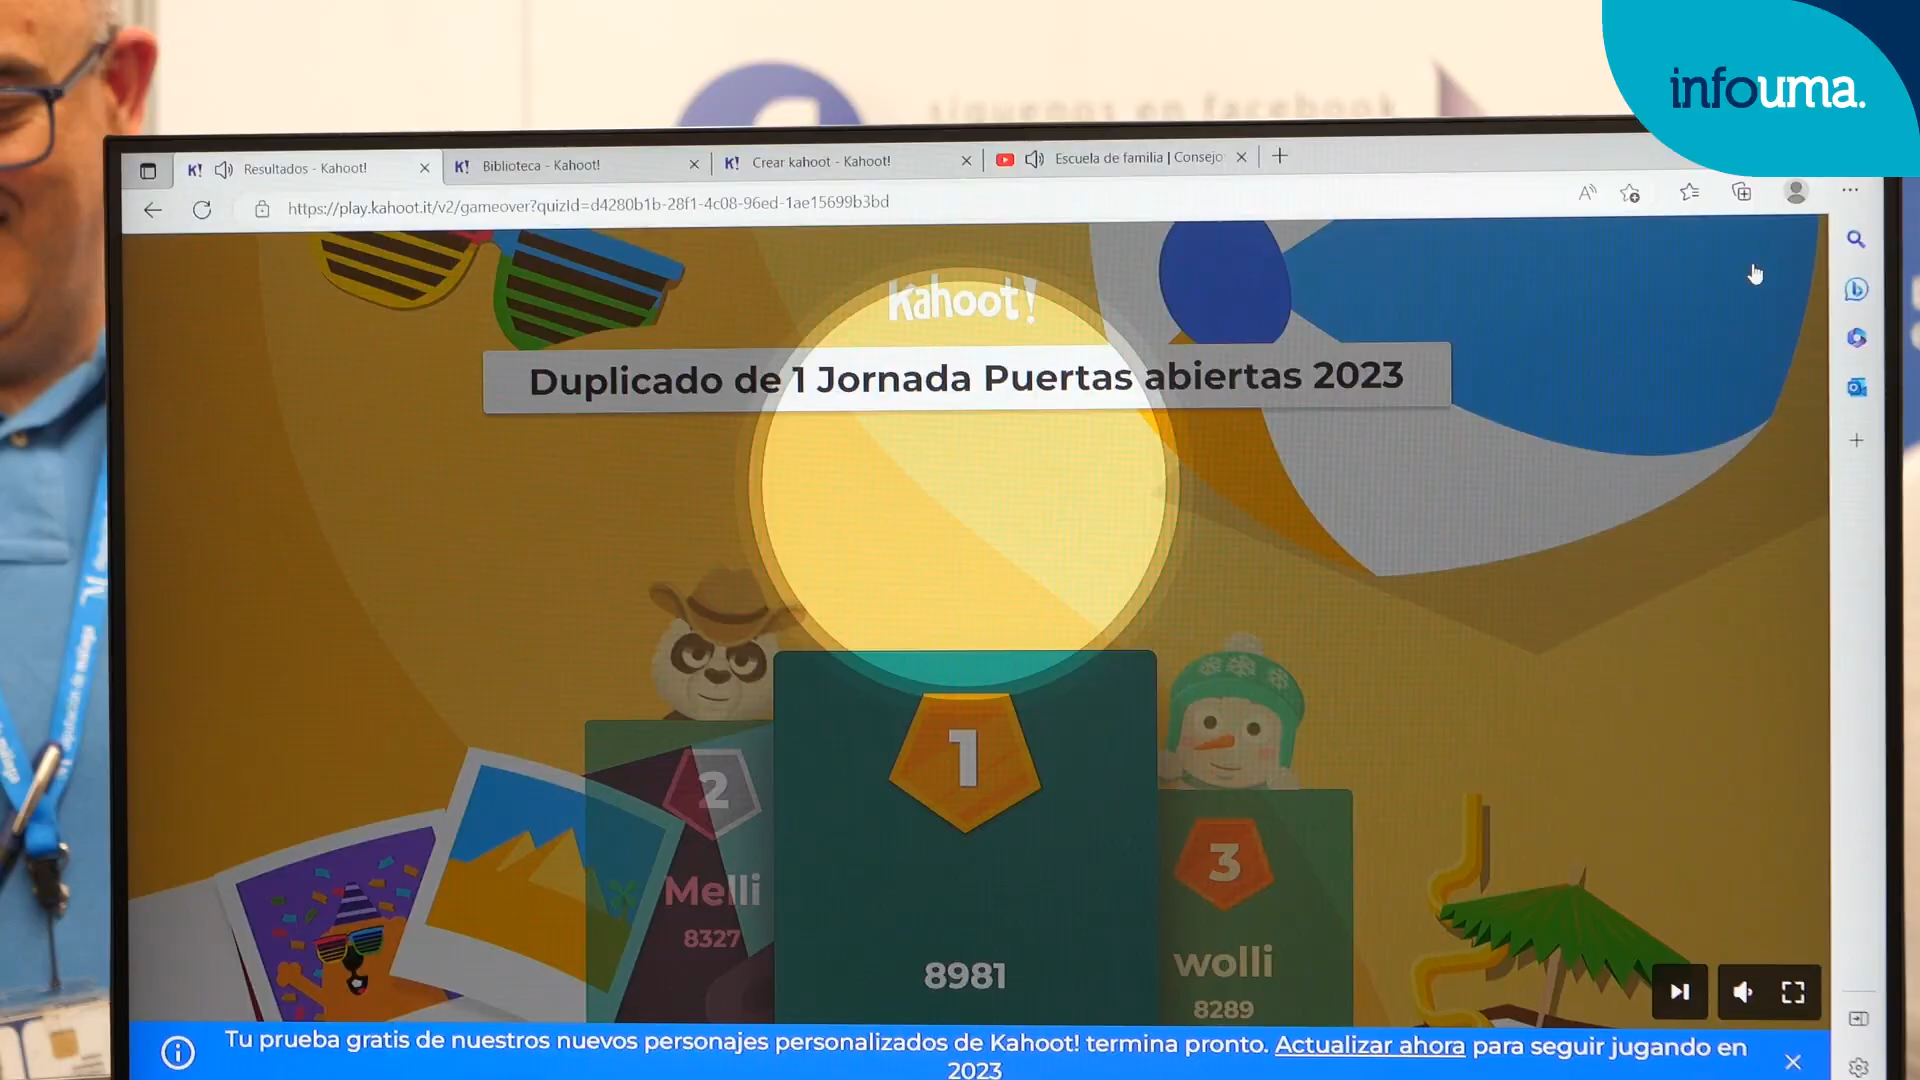 infouma.
síguenos en facebook
K! Resultados - Kahoot!
K! Biblioteca - Kahoot!
K! Crear kahoot - Kahoot!
Escuela de familia | Consejo
https://play.kahoot.it/v2/gameover?quizId=d4280b1b-28f1-4c08-96ed-1ae15699b3bd
Kahoot!
Duplicado de 1 Jornada Puertas abiertas 2023
1
2
3
Melli
8327
8981
wolli
8289
Tu prueba gratis de nuestros nuevos personajes personalizados de Kahoot! termina pronto. Actualizar ahora para seguir jugando en
2023